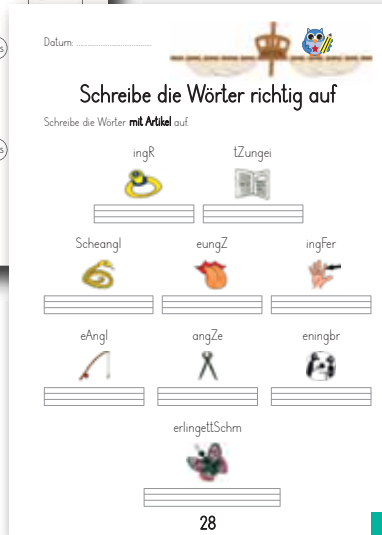 Datum:
Schreibe die Wörter richtig auf
Schreibe die Wörter mit Artikel auf.
ingR tZungei
Scheangl eungZ ingFer
eAngl angZe eningbr
erlingettSchm
28